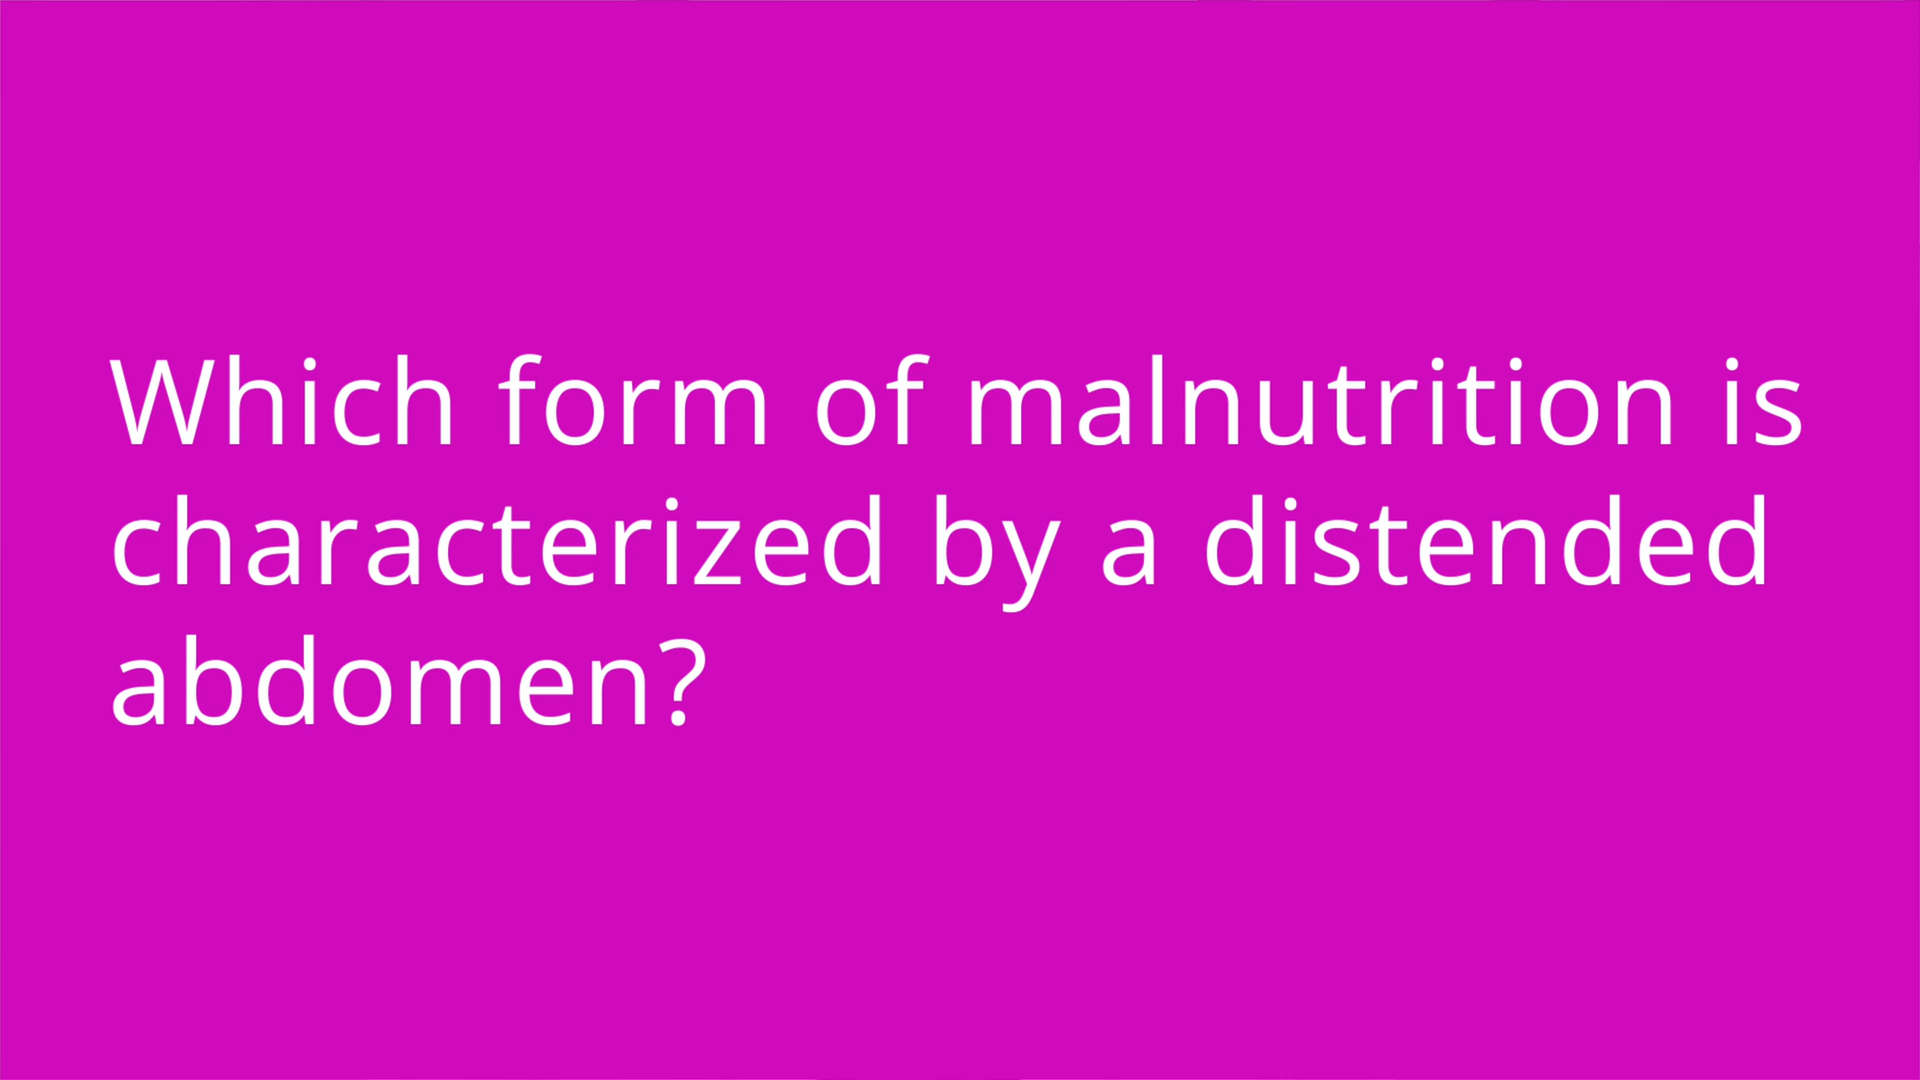 Which form of malnutrition is
characterized by a distended
abdomen?